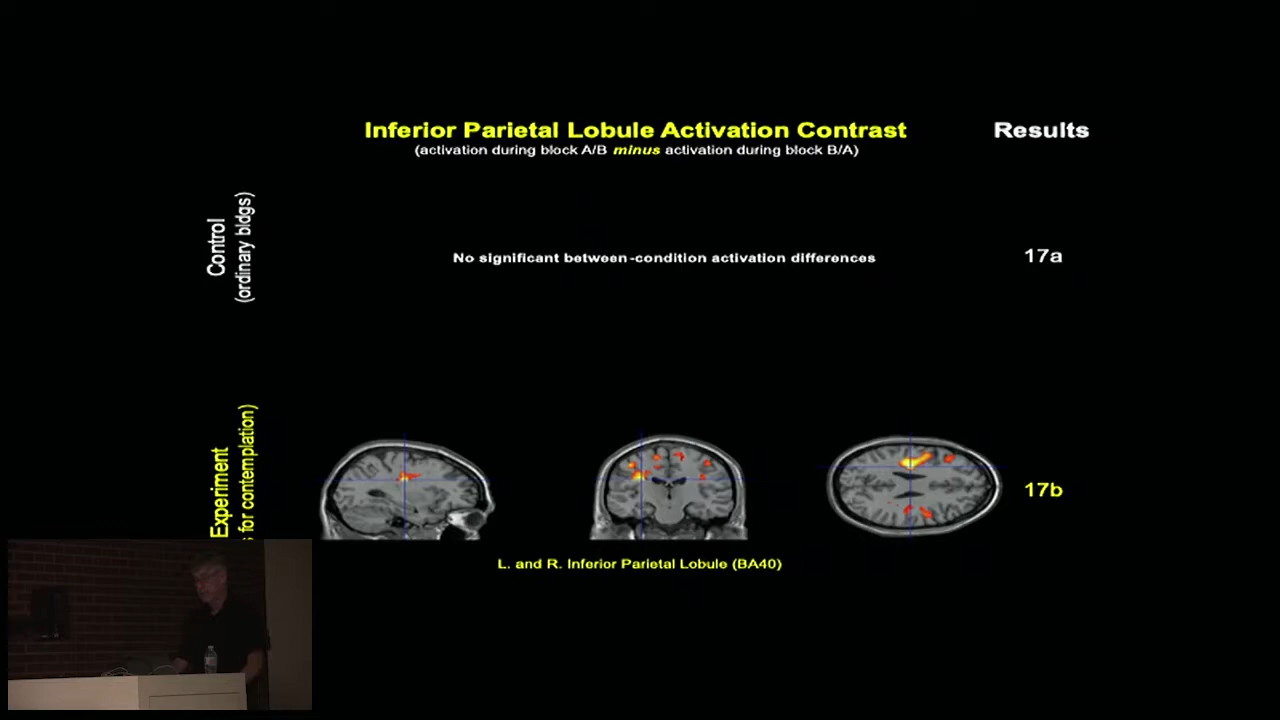 Inferior Parietal Lobule Activation Contrast
Results
(activation during block A/B minus activation during block B/A)
Control
(ordinary bldgs)
No significant between-condition activation differences
17a
Experiment
for contemplation)
17b
L. and R. Inferior Parietal Lobule (BA40)